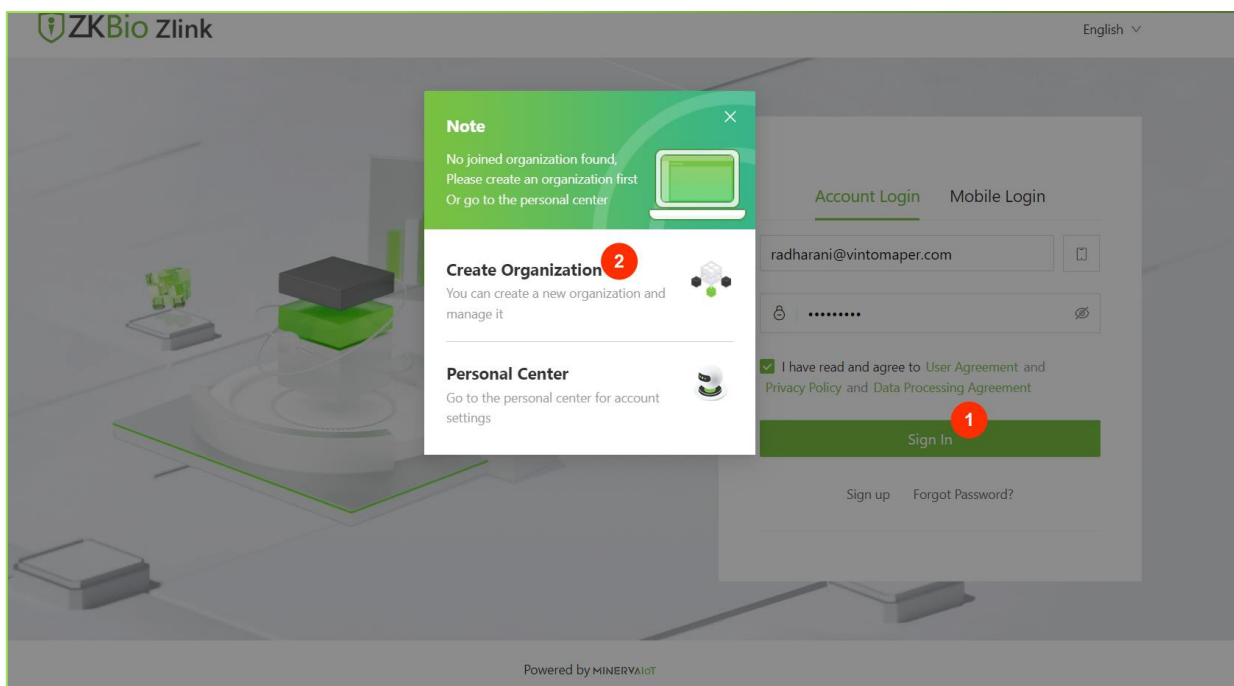 ZKBio Zlink
English
Note
No joined organization found,
Please create an organization first
Or go to the personal center
Create Organization
2
You can create a new organization and
manage it
Personal Center
Go to the personal center for account
settings
Account Login Mobile Login
radharani@vintomaper.com
•••••••••
I have read and agree to User Agreement and
Privacy Policy and Data Processing Agreement
1
Sign In
Sign up Forgot Password?
Powered by MINERVAIoT